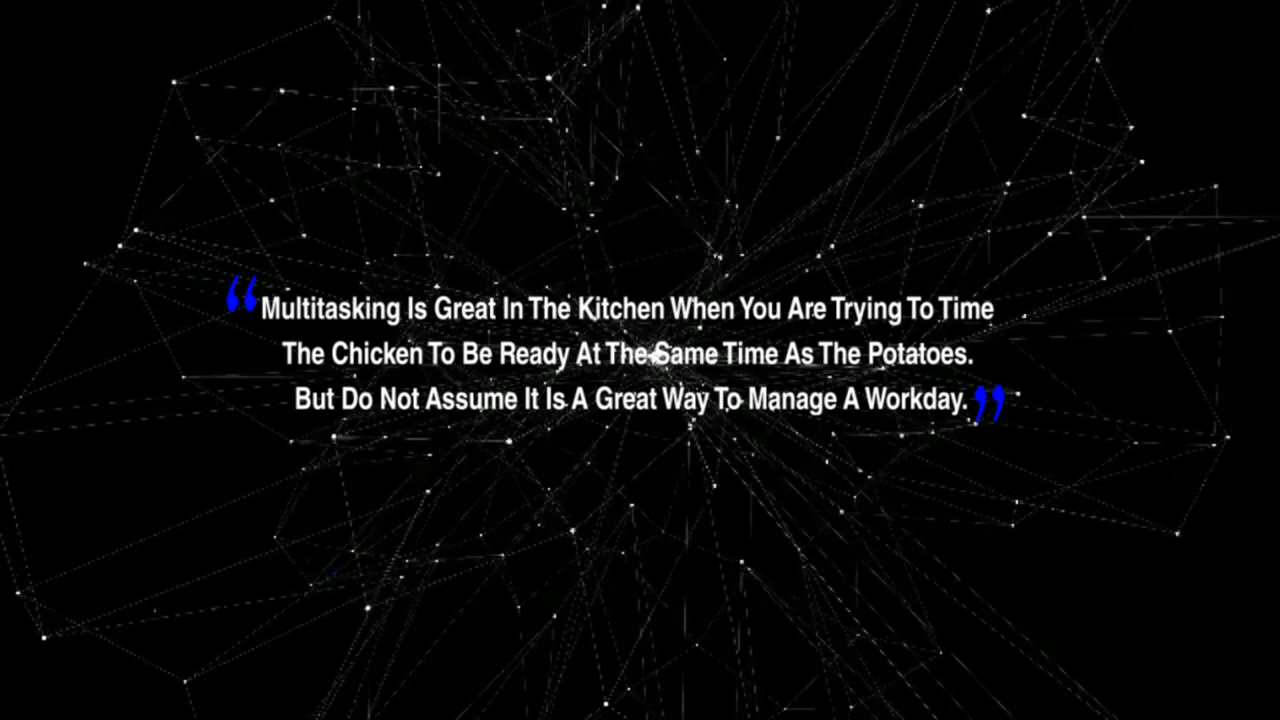 “Multitasking Is Great In The Kitchen When You Are Trying To Time
The Chicken To Be Ready At The Same Time As The Potatoes.
But Do Not Assume It Is A Great Way To Manage A Workday.”